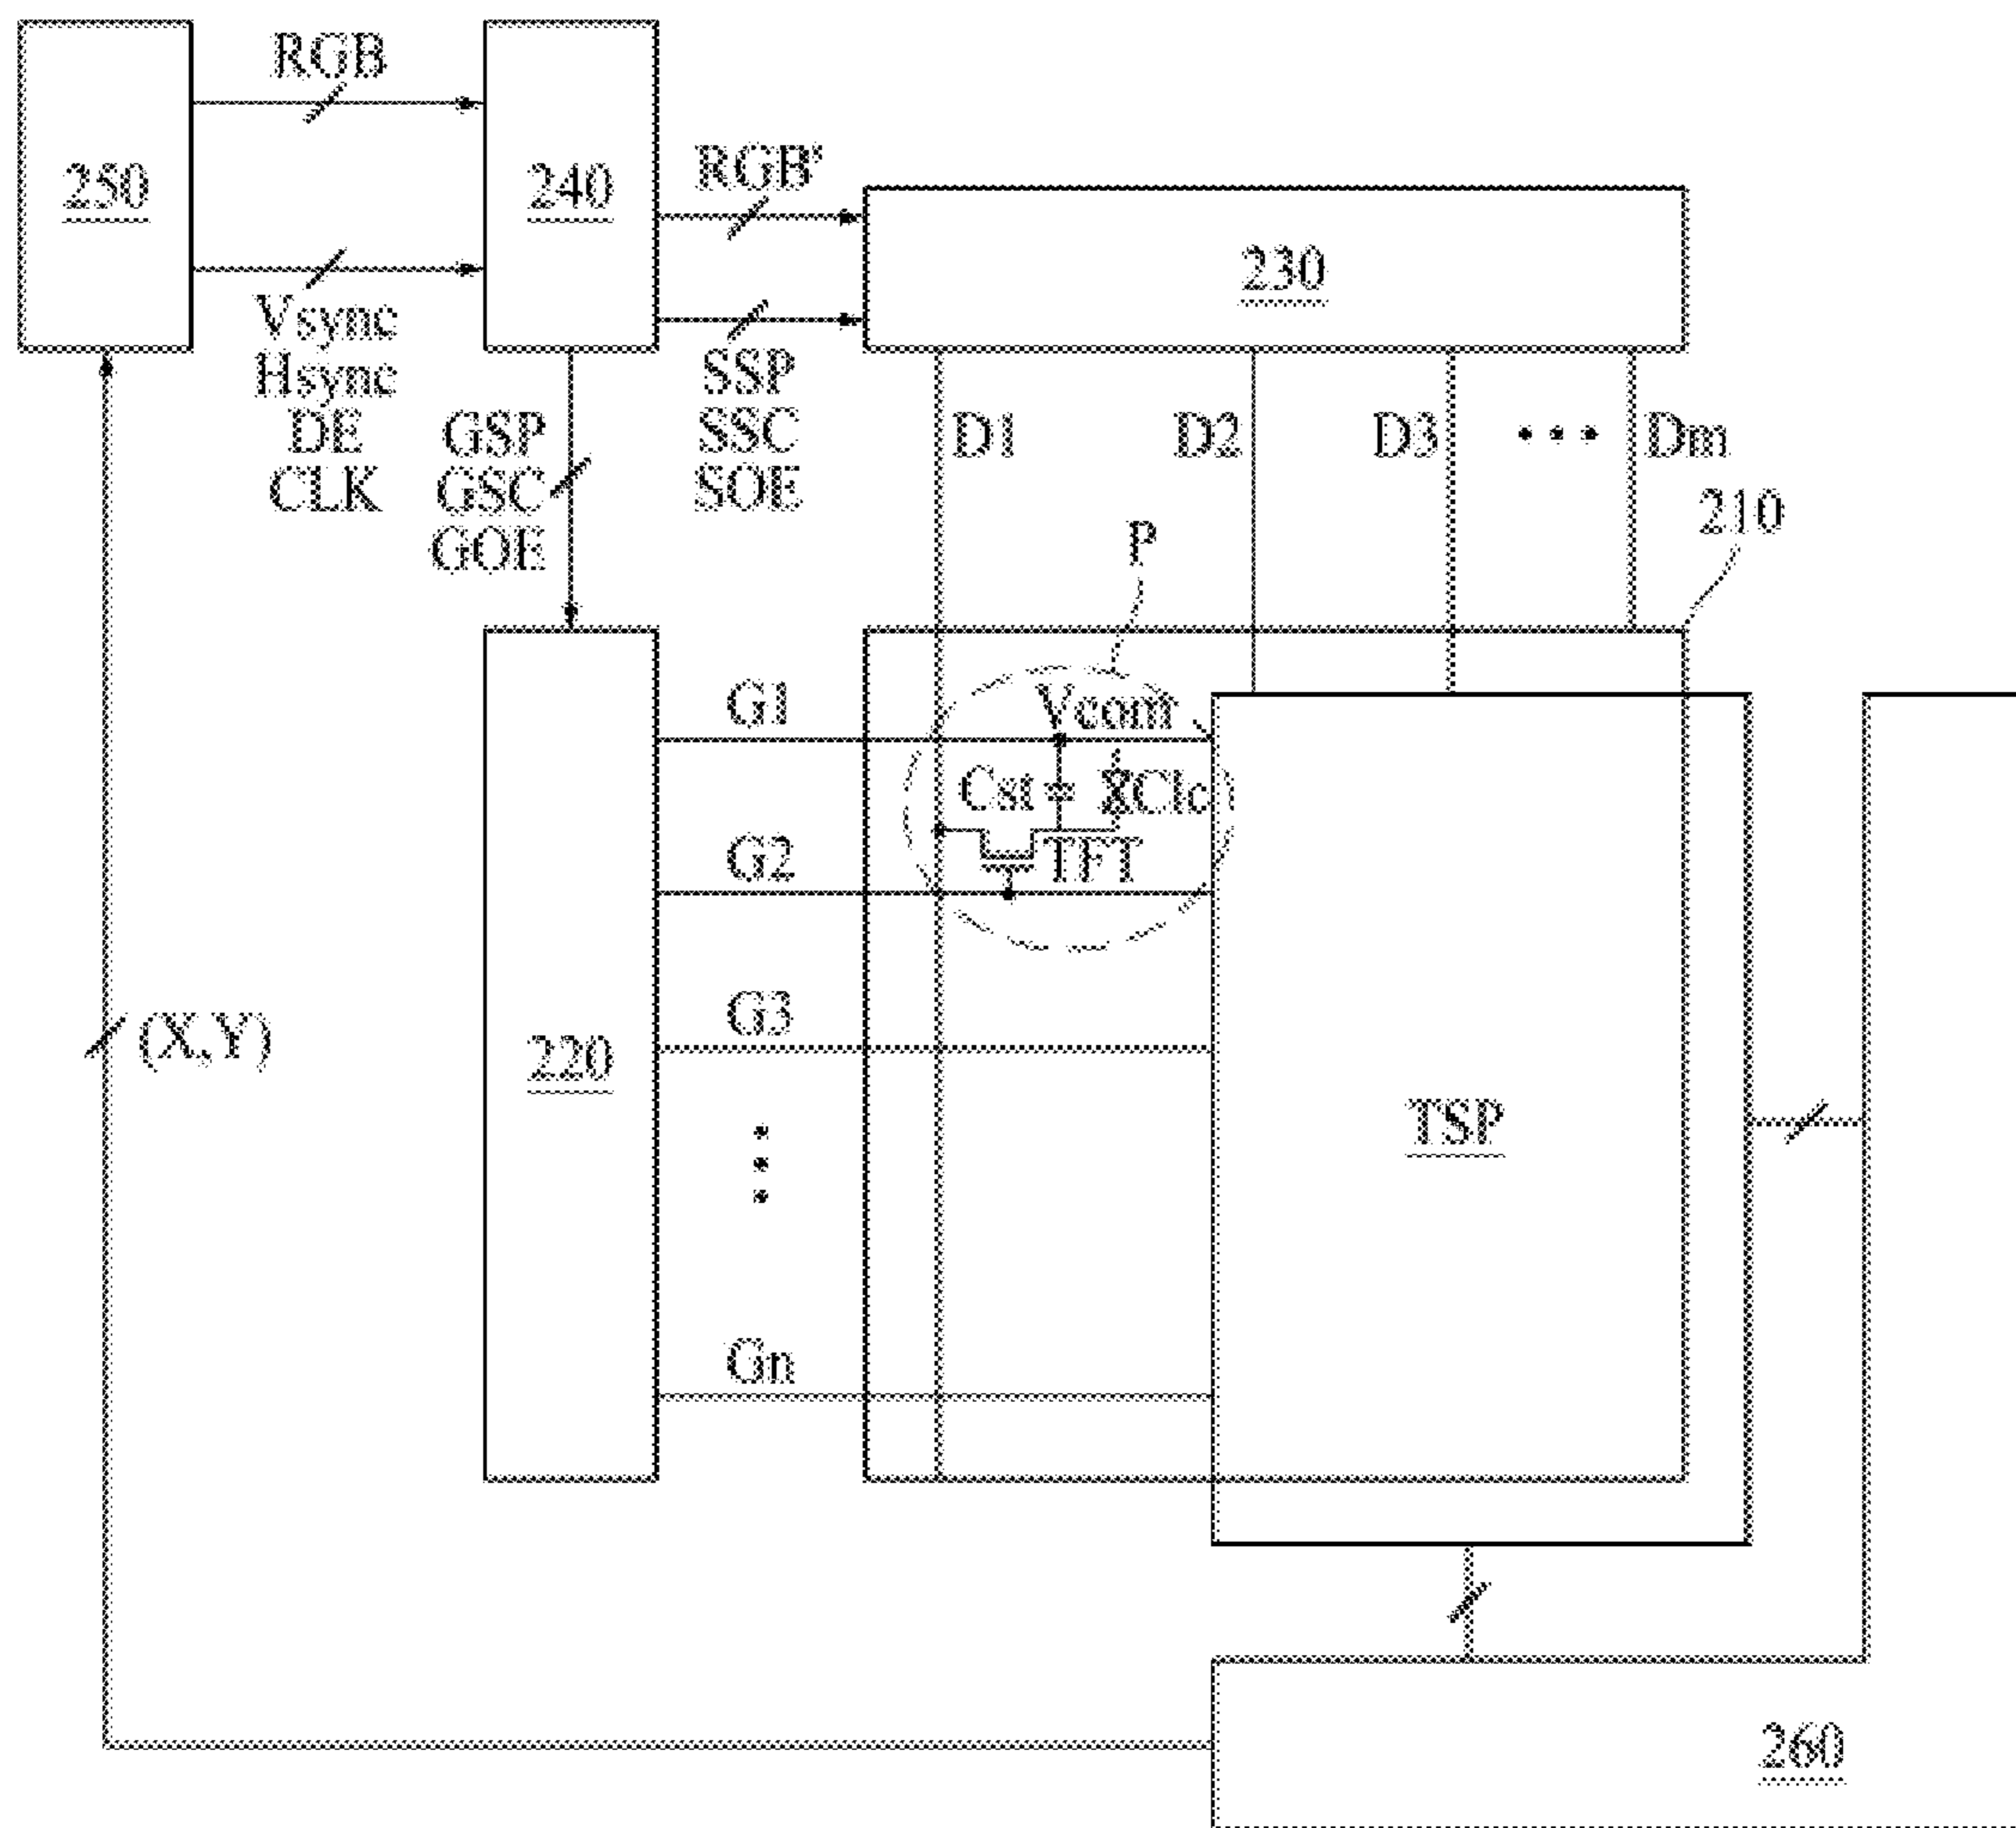 RGB
250
240
RGB'
230
Vsync
Hsync
DE
CLK
SSP
SSC
SOE
GSP
GSC
GOE
D1
D2
D3
Dm
210
P
G1
Vcom
Cst
Clc
G2
TFT
G3
(X,Y)
220
TSP
Gn
260